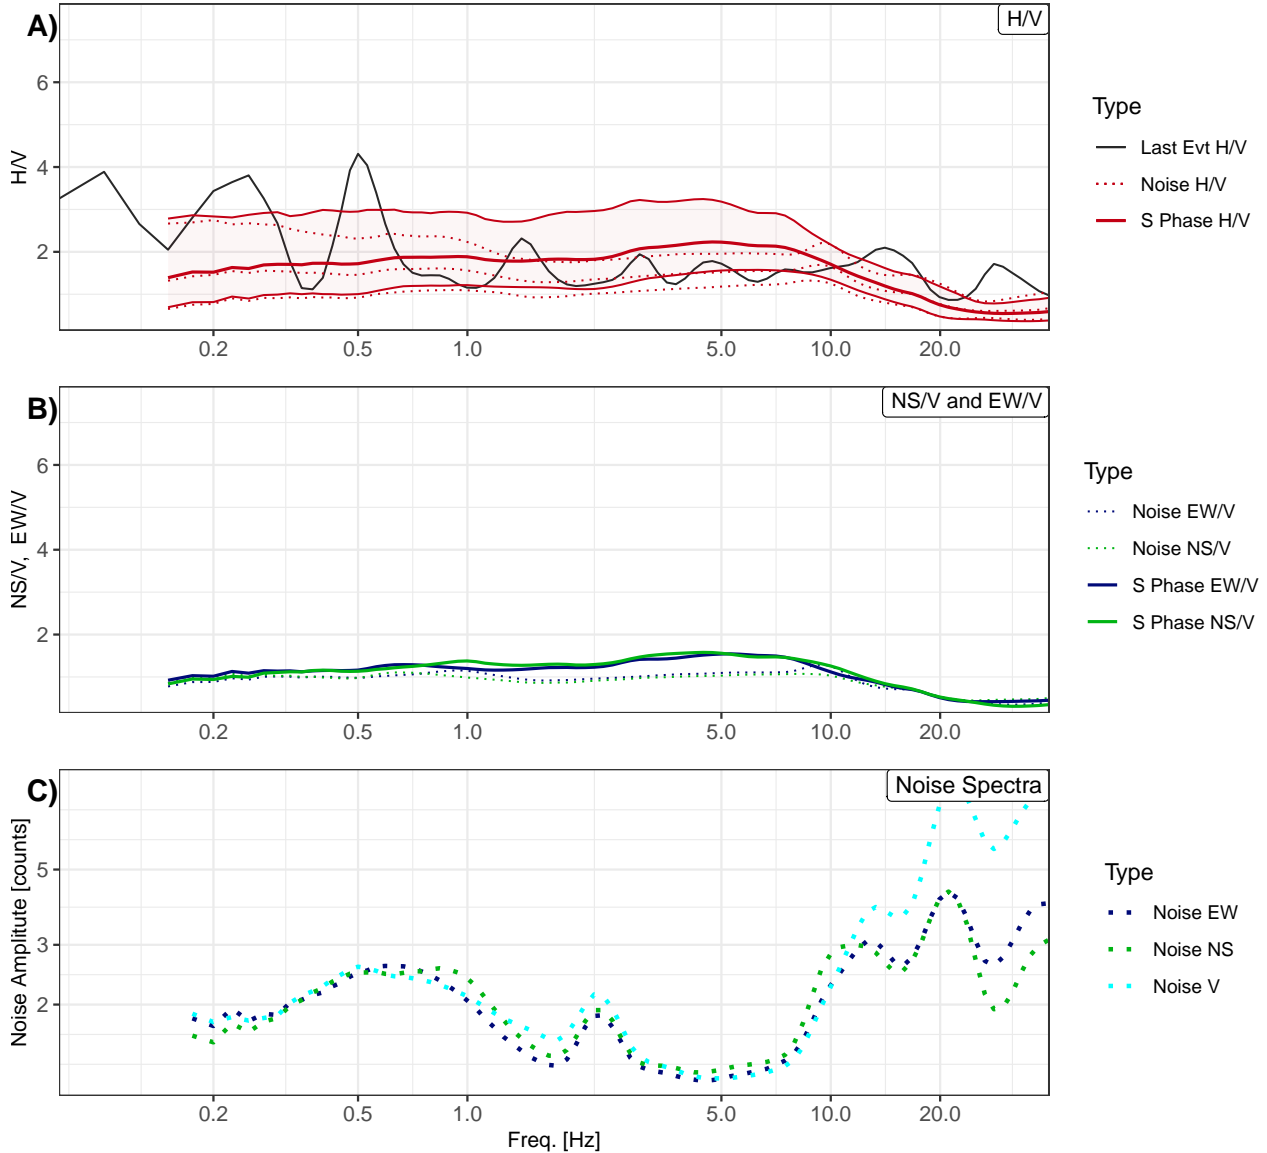 A)
H/V
6
4
2
H/V
0.2 0.5 1.0 5.0 10.0 20.0
Type
Last Evt H/V
Noise H/V
S Phase H/V
B)
NS/V and EW/V
6
4
2
NS/V, EW/V
0.2 0.5 1.0 5.0 10.0 20.0
Type
Noise EW/V
Noise NS/V
S Phase EW/V
S Phase NS/V
C)
Noise Spectra
5
3
2
Noise Amplitude [counts]
0.2 0.5 1.0 5.0 10.0 20.0
Freq. [Hz]
Type
Noise EW
Noise NS
Noise V